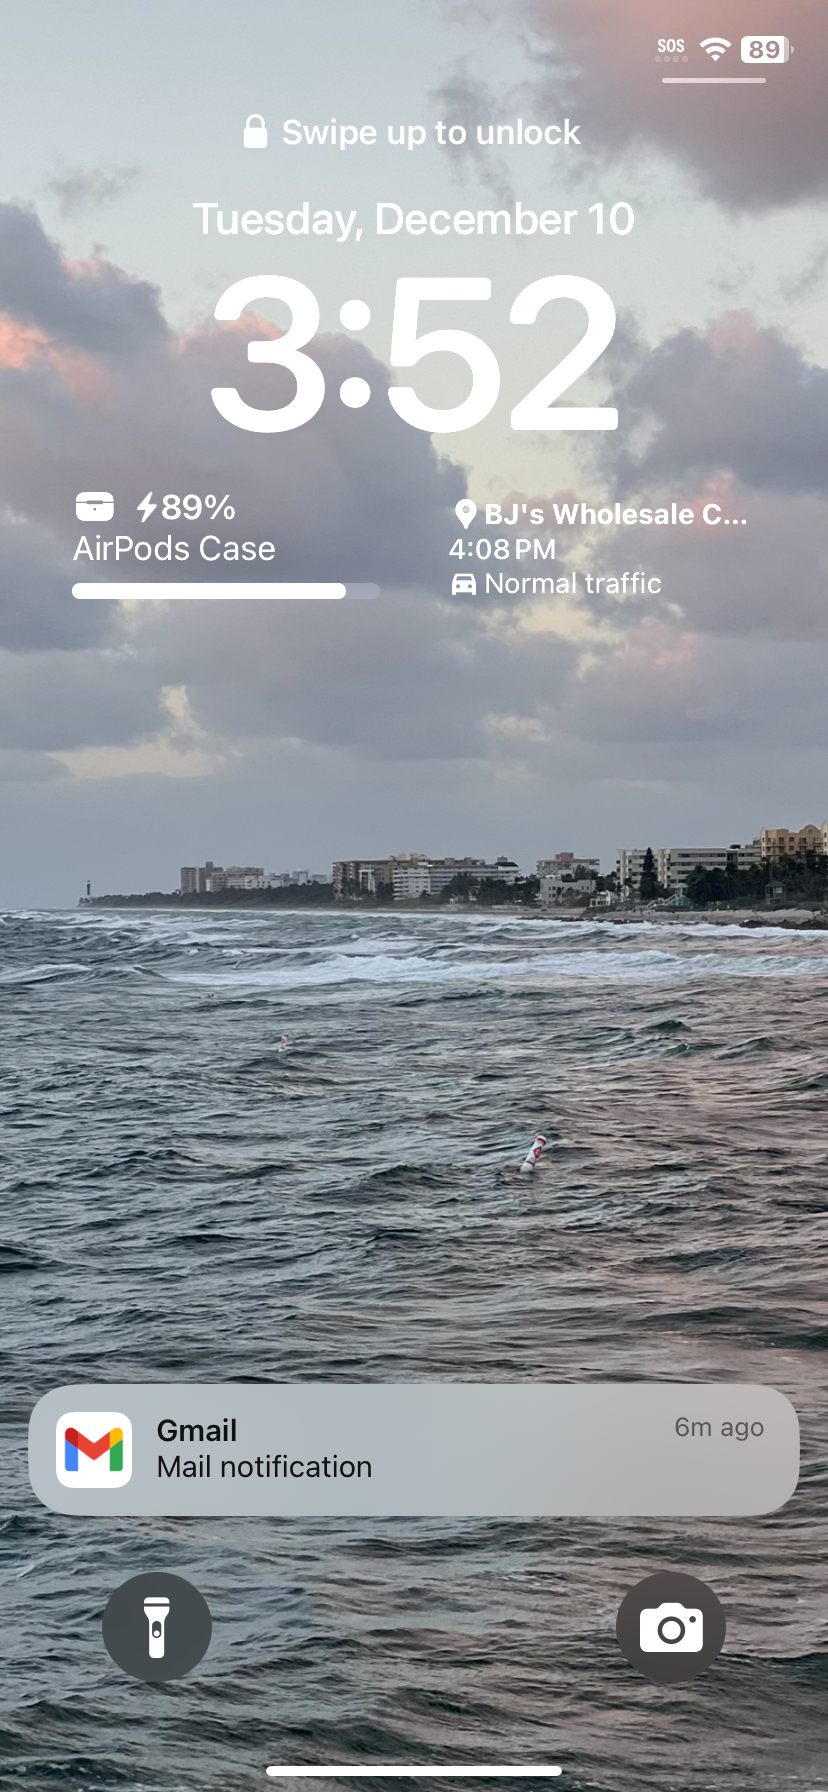 SOS
89
Swipe up to unlock
Tuesday, December 10
3:52
89%
AirPods Case
BJ's Wholesale C...
4:08 PM
Normal traffic
Gmail
6m ago
Mail notification